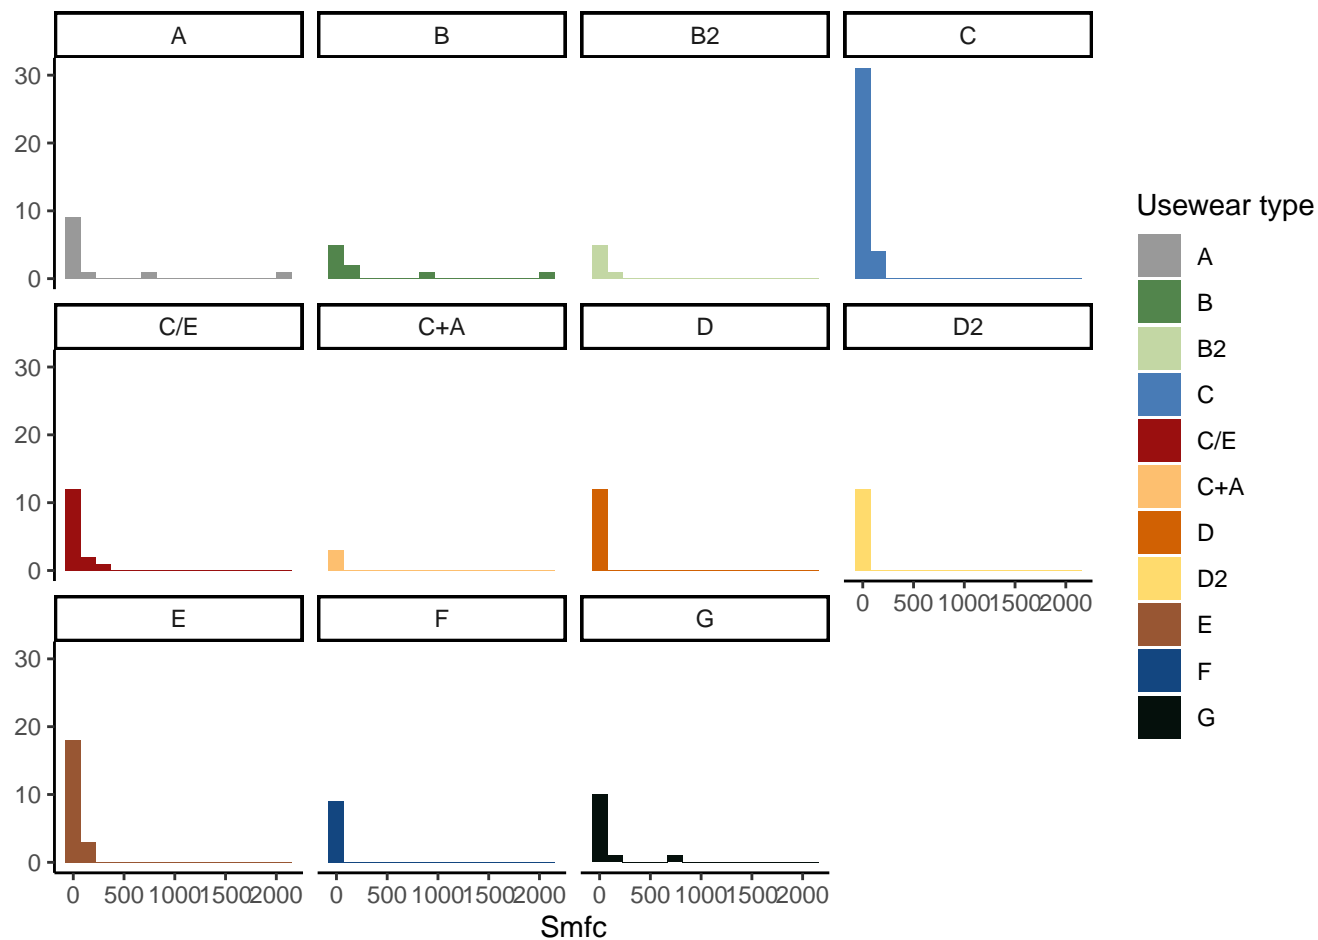 A B B2 C
30
20
10
0
C/E C+A D D2
30
20
10
0
0 500 1000 1500 2000
E F G
30
20
10
0
0 500 1000 1500 2000 0 500 1000 1500 2000 0 500 1000 1500 2000
Smfc
Usewear type
A
B
B2
C
C/E
C+A
D
D2
E
F
G